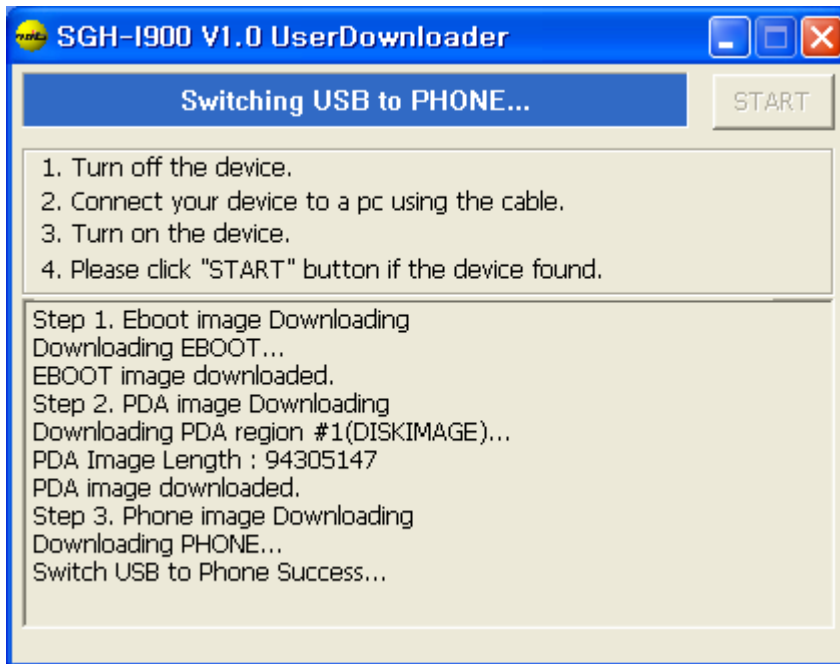 SGH-I900 V1.0 UserDownloader
Switching USB to PHONE...
START
1. Turn off the device.
2. Connect your device to a pc using the cable.
3. Turn on the device.
4. Please click "START" button if the device found.
Step 1. Eboot image Downloading
Downloading EBOOT...
EBOOT image downloaded.
Step 2. PDA image Downloading
Downloading PDA region #1(DISKIMAGE)...
PDA Image Length : 94305147
PDA image downloaded.
Step 3. Phone image Downloading
Downloading PHONE...
Switch USB to Phone Success...